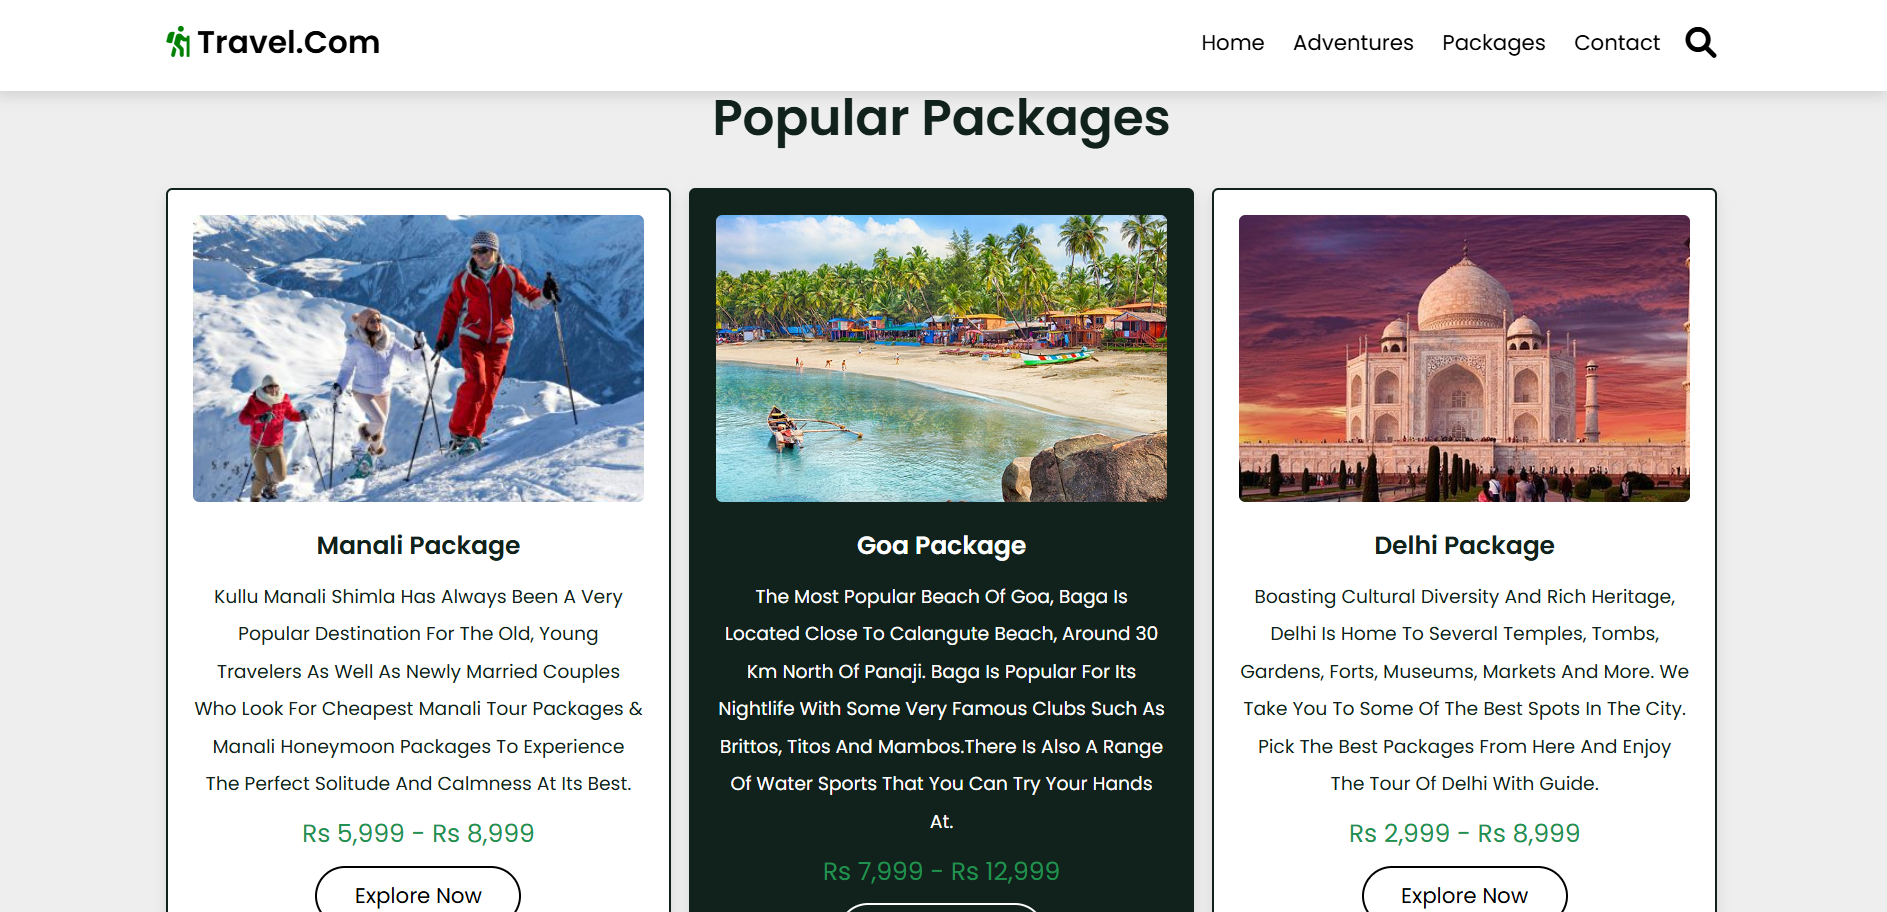 Travel.Com
Home Adventures Packages Contact
Popular Packages
Manali Package
Kullu Manali Shimla Has Always Been A Very
Popular Destination For The Old, Young
Travelers As Well As Newly Married Couples
Who Look For Cheapest Manali Tour Packages &
Manali Honeymoon Packages To Experience
The Perfect Solitude And Calmness At Its Best.
Rs 5,999 - Rs 8,999
Explore Now
Goa Package
The Most Popular Beach Of Goa, Baga Is
Located Close To Calangute Beach, Around 30
Km North Of Panaji. Baga Is Popular For Its
Nightlife With Some Very Famous Clubs Such As
Brittos, Titos And Mambos.There Is Also A Range
Of Water Sports That You Can Try Your Hands
At.
Rs 7,999 - Rs 12,999
Delhi Package
Boasting Cultural Diversity And Rich Heritage,
Delhi Is Home To Several Temples, Tombs,
Gardens, Forts, Museums, Markets And More. We
Take You To Some Of The Best Spots In The City.
Pick The Best Packages From Here And Enjoy
The Tour Of Delhi With Guide.
Rs 2,999 - Rs 8,999
Explore Now